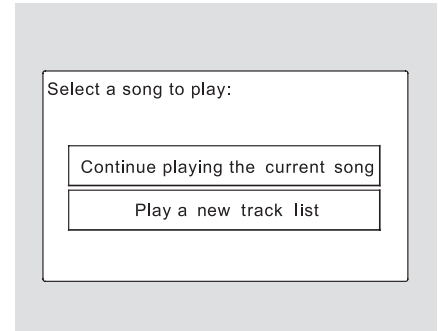 Select a song to play:
Continue playing the current song
Play a new track list